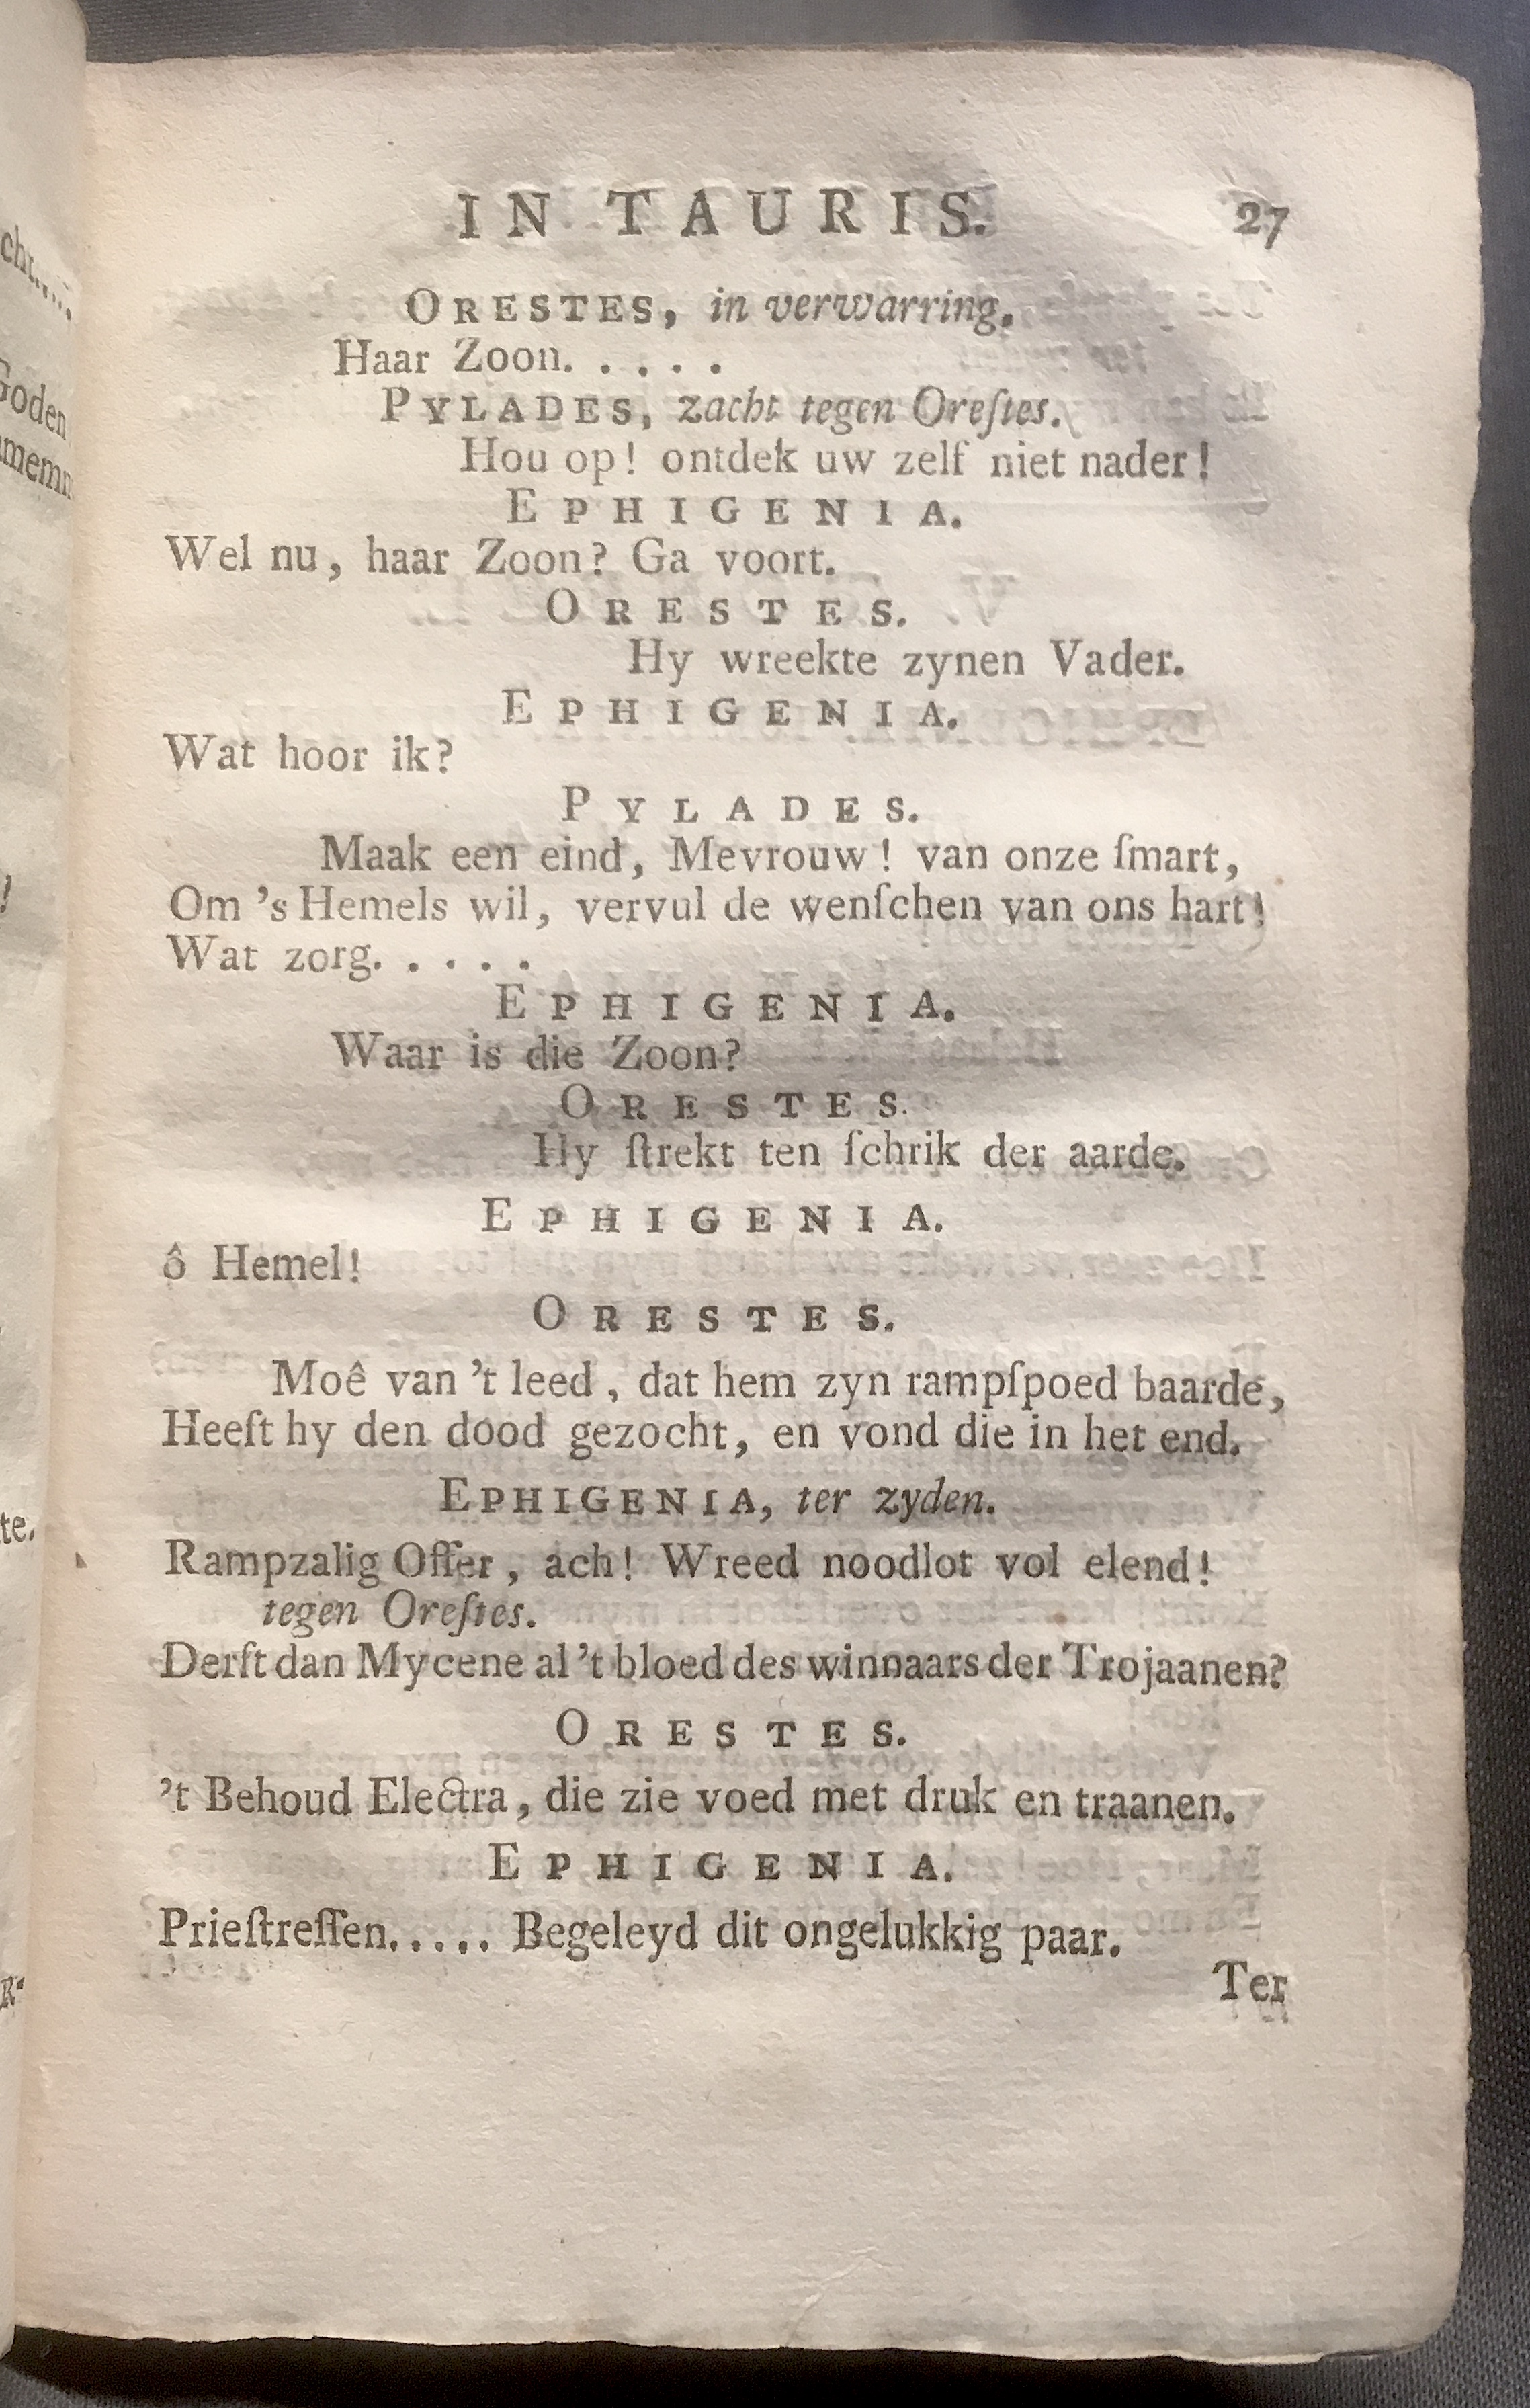 IN TAURIS. 27
ORESTES, in verwarring.
Haar Zoon. . . . .
PYLADES, zacht tegen Oreſtes.
Hou op! ontdek uw zelf niet nader!
EPHIGENIA.
Wel nu, haar Zoon? Ga voort.
ORESTES.
Hy wreekte zynen Vader.
EPHIGENIA.
Wat hoor ik?
PYLADES.
Maak een eind, Mevrouw! van onze ſmart,
Om 's Hemels wil, vervul de wenſchen van ons hart!
Wat zorg. . . . .
EPHIGENIA.
Waar is die Zoon?
ORESTES.
Hy ſtrekt ten ſchrik der aarde.
EPHIGENIA.
ô Hemel!
ORESTES.
Moê van 't leed, dat hem zyn rampſpoed baarde,
Heeft hy den dood gezocht, en vond die in het end.
EPHIGENIA, ter zyden.
Rampzalig Offer, ach! Wreed noodlot vol elend!
tegen Oreſtes.
Derft dan Mycene al 't bloed des winnaars der Trojaanen?
ORESTES.
't Behoud Electra, die zie voed met druk en traanen.
EPHIGENIA.
Prieſtreſſen..... Begeleyd dit ongelukkig paar.
Ter